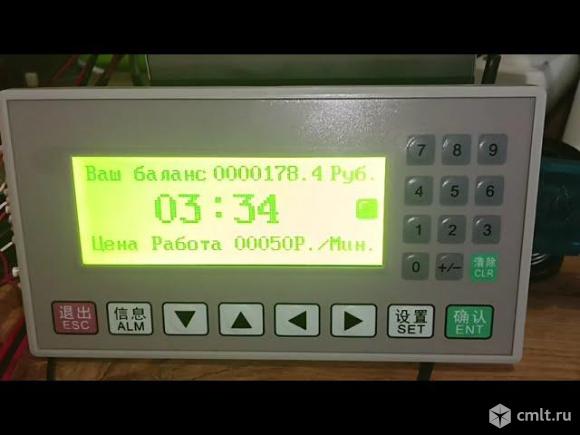 Ваш баланс 0000178.4 Руб.
03:34
Цена Работа 00050Р./Мин.
7 8 9
4 5 6
1 2 3
0 +/- 清除 CLR
退出 信息 设置 确认
ESC ALM SET ENT
cmlt.ru